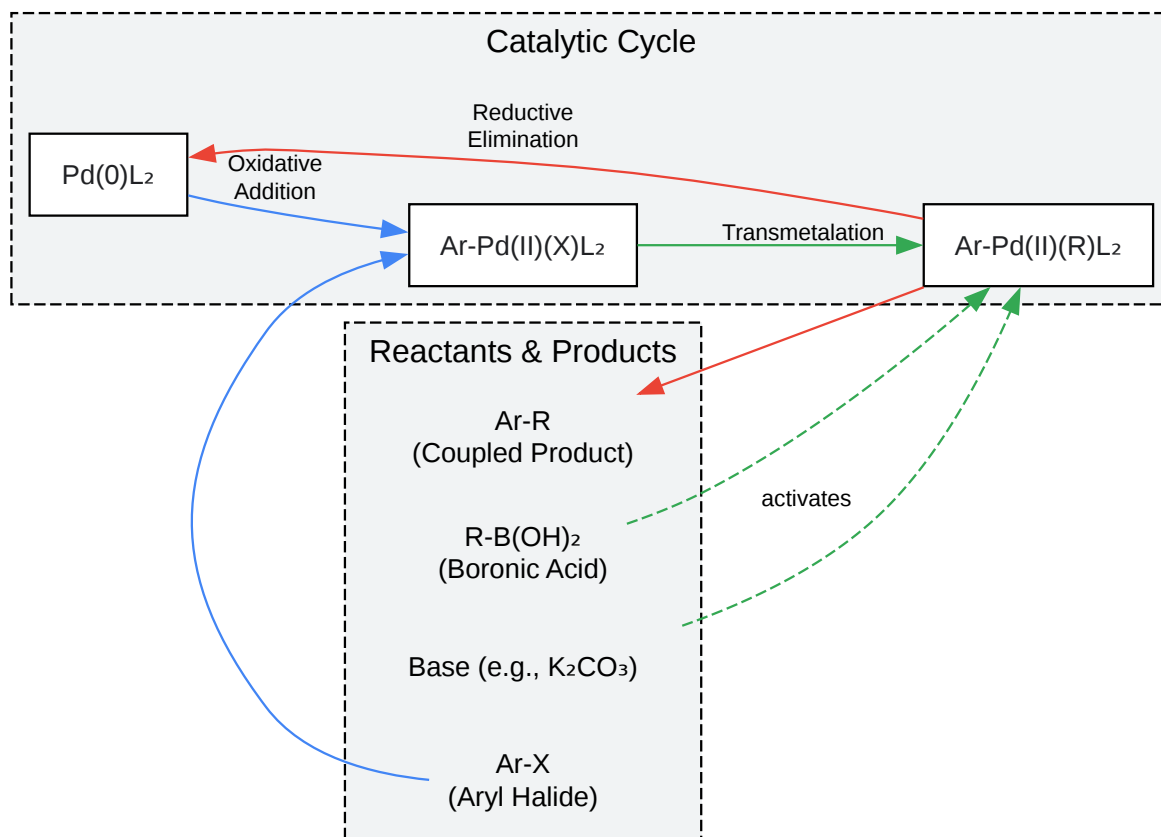 Catalytic Cycle
Reductive
Elimination
Pd(0)L₂
Oxidative
Addition
Ar-Pd(II)(X)L₂
Transmetalation
Ar-Pd(II)(R)L₂
Reactants & Products
Ar-R
(Coupled Product)
R-B(OH)₂
(Boronic Acid)
activates
Base (e.g., K₂CO₃)
Ar-X
(Aryl Halide)